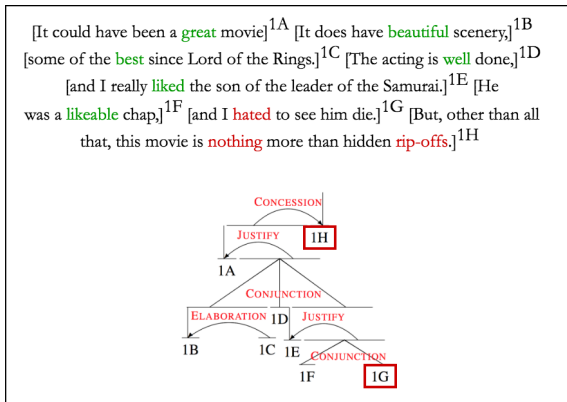 [It could have been a great movie]1A [It does have beautiful scenery,]1B
[some of the best since Lord of the Rings.]1C [The acting is well done,]1D
[and I really liked the son of the leader of the Samurai.]1E [He
was a likeable chap,]1F [and I hated to see him die.]1G [But, other than all
that, this movie is nothing more than hidden rip-offs.]1H
CONCESSION
JUSTIFY 1H
1A
CONJUNCTION
ELABORATION 1D JUSTIFY
1B 1C 1E CONJUNCTION
1F 1G